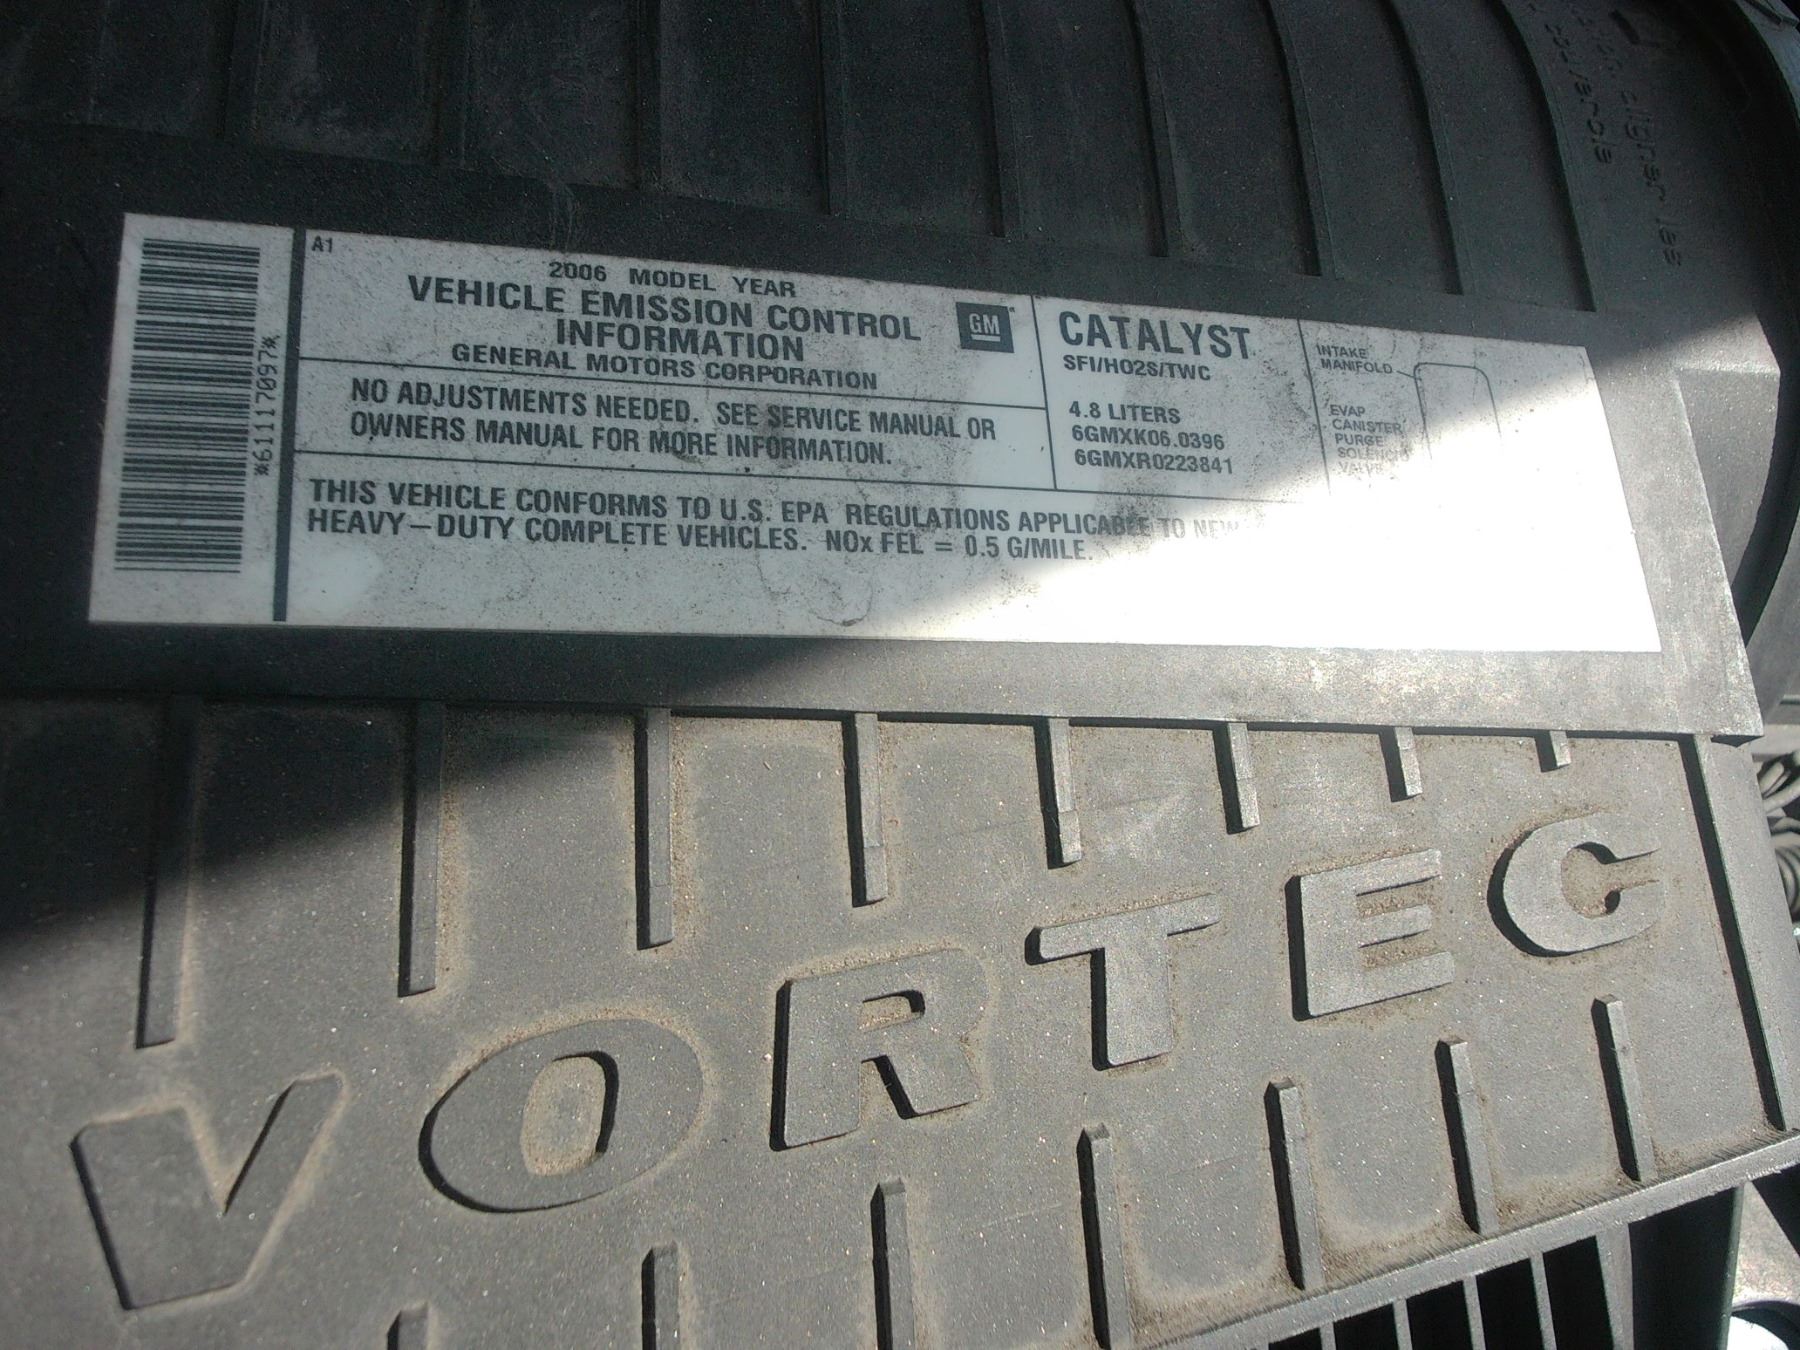 *61117097*
A1
2006 MODEL YEAR
VEHICLE EMISSION CONTROL
INFORMATION
GENERAL MOTORS CORPORATION
GM
NO ADJUSTMENTS NEEDED. SEE SERVICE MANUAL OR
OWNERS MANUAL FOR MORE INFORMATION.
THIS VEHICLE CONFORMS TO U.S. EPA REGULATIONS APPLICABLE TO NEW
HEAVY-DUTY COMPLETE VEHICLES. NOx FEL = 0.5 G/MILE.
CATALYST
SFI/HO2S/TWC
4.8 LITERS
6GMXK06.0396
6GMXR0223841
INTAKE
MANIFOLD
EVAP
CANISTER
PURGE
SOLENOID
VALVE
VORTEC